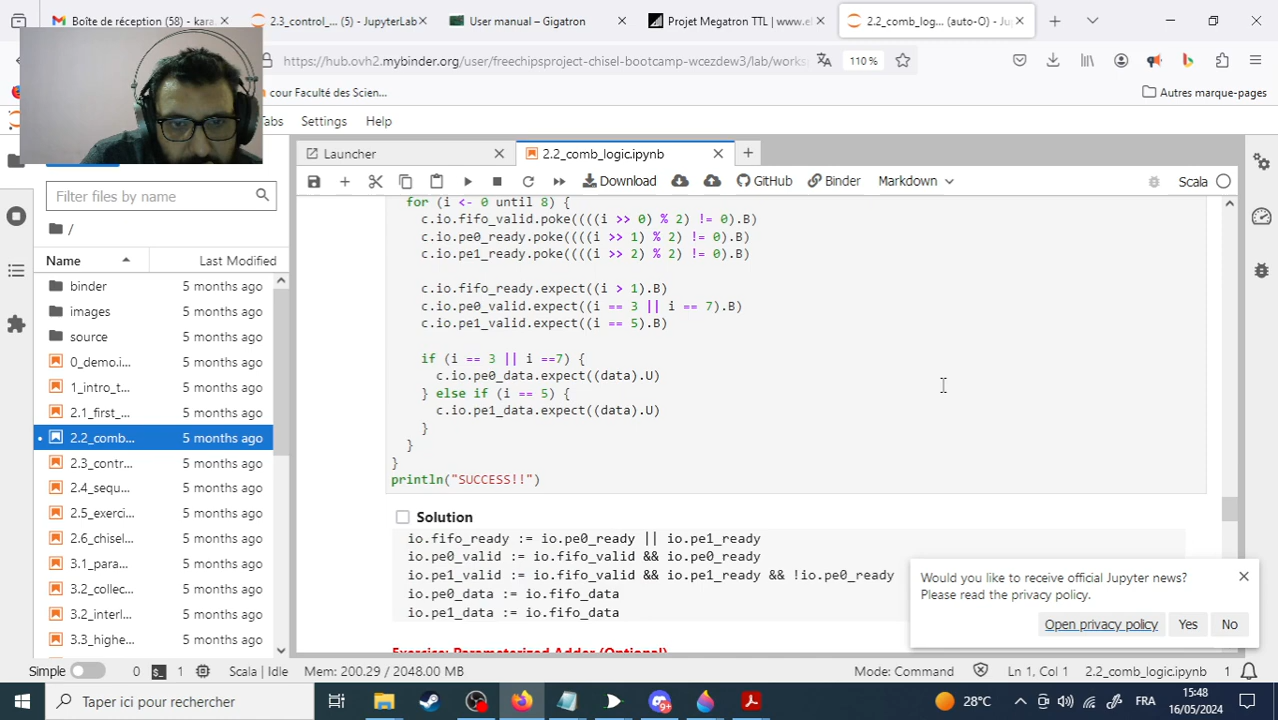 Boîte de réception (58) - kara
2.3_control_... (5) - JupyterLab
User manual – Gigatron
Projet Megatron TTL | www.el
2.2_comb_log... (auto-O) - Ju
https://hub.ovh2.mybinder.org/user/freechipsproject-chisel-bootcamp-wcezdew3/lab/works
110 %
cour Faculté des Scien...
Autres marque-pages
Tabs Settings Help
Launcher
2.2_comb_logic.ipynb
Filter files by name
Download
GitHub
Binder
Markdown
Scala
/
Name
Last Modified
binder 5 months ago
images 5 months ago
source 5 months ago
0_demo.i... 5 months ago
1_intro_t... 5 months ago
2.1_first_... 5 months ago
2.2_comb... 5 months ago
2.3_contr... 5 months ago
2.4_sequ... 5 months ago
2.5_exerci... 5 months ago
2.6_chisel... 5 months ago
3.1_para... 5 months ago
3.2_collec... 5 months ago
3.2_interl... 5 months ago
3.3_highe... 5 months ago
for (i <- 0 until 8) {
c.io.fifo_valid.poke((((i >> 0) % 2) != 0).B)
c.io.pe0_ready.poke((((i >> 1) % 2) != 0).B)
c.io.pe1_ready.poke((((i >> 2) % 2) != 0).B)
c.io.fifo_ready.expect((i > 1).B)
c.io.pe0_valid.expect((i == 3 || i == 7).B)
c.io.pe1_valid.expect((i == 5).B)
if (i == 3 || i ==7) {
c.io.pe0_data.expect((data).U)
} else if (i == 5) {
c.io.pe1_data.expect((data).U)
}
}
}
println("SUCCESS!!")
Solution
io.fifo_ready := io.pe0_ready || io.pe1_ready
io.pe0_valid := io.fifo_valid && io.pe0_ready
io.pe1_valid := io.fifo_valid && io.pe1_ready && !io.pe0_ready
io.pe0_data := io.fifo_data
io.pe1_data := io.fifo_data
Exercise: Parameterized Adder (Optional)
Would you like to receive official Jupyter news?
Please read the privacy policy.
Open privacy policy
Yes
No
Simple
0
1
Scala | Idle
Mem: 200.29 / 2048.00 MB
Mode: Command
Ln 1, Col 1
2.2_comb_logic.ipynb
1
Taper ici pour rechercher
9+
28°C
FRA
15:48
16/05/2024